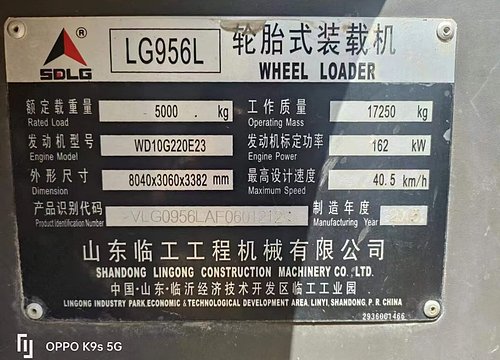 SDLG ®
LG956L
轮胎式装载机
WHEEL LOADER
额定载重量 5000 kg 工作质量 17250 kg
Rated Load Operating Mass
发动机型号 WD10G220E23 发动机标定功率 162 kW
Engine Model Engine Power
外形尺寸 8040x3060x3382 mm 最高设计速度 40.5 km/h
Dimension Maximum Speed
产品识别代码 制造年度
Product Identification Number Manufacturing Year
山东临工工程机械有限公司
SHANDONG LINGONG CONSTRUCTION MACHINERY CO., LTD.
中国·山东·临沂经济技术开发区临工工业园
LINGONG INDUSTRY PARK, ECONOMIC & TECHNOLOGICAL DEVELOPMENT AREA, LINYI, SHANDONG, P. R. CHINA
2936001466
OPPO K9s 5G